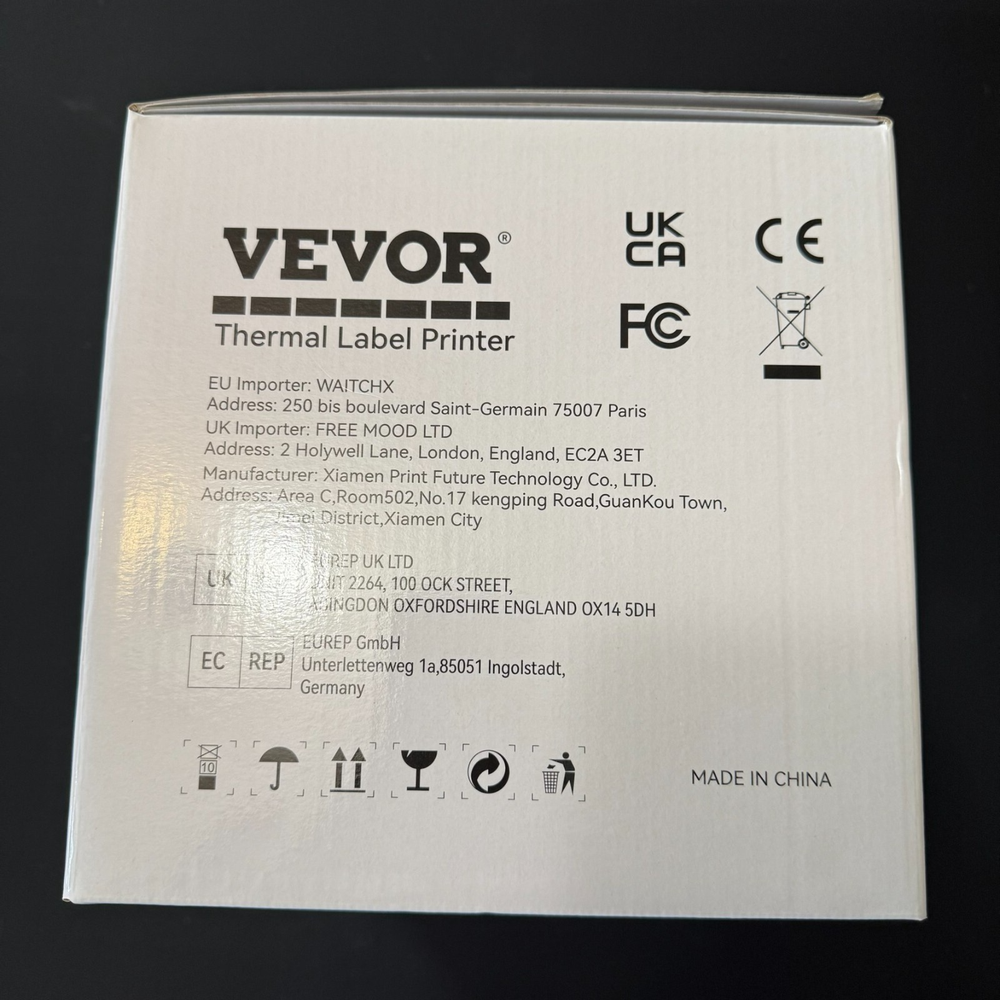 VEVOR®
Thermal Label Printer
UK
CA
CE
FC
EU Importer: WA!TCHX
Address: 250 bis boulevard Saint-Germain 75007 Paris
UK Importer: FREE MOOD LTD
Address: 2 Holywell Lane, London, England, EC2A 3ET
Manufacturer: Xiamen Print Future Technology Co., LTD.
Address: Area C,Room502,No.17 kengping Road,GuanKou Town,
District,Xiamen City
UK
EUREP UK LTD
UNIT 2264, 100 OCK STREET,
ABINGDON OXFORDSHIRE ENGLAND OX14 5DH
EC REP
EUREP GmbH
Unterlettenweg 1a,85051 Ingolstadt,
Germany
10
MADE IN CHINA